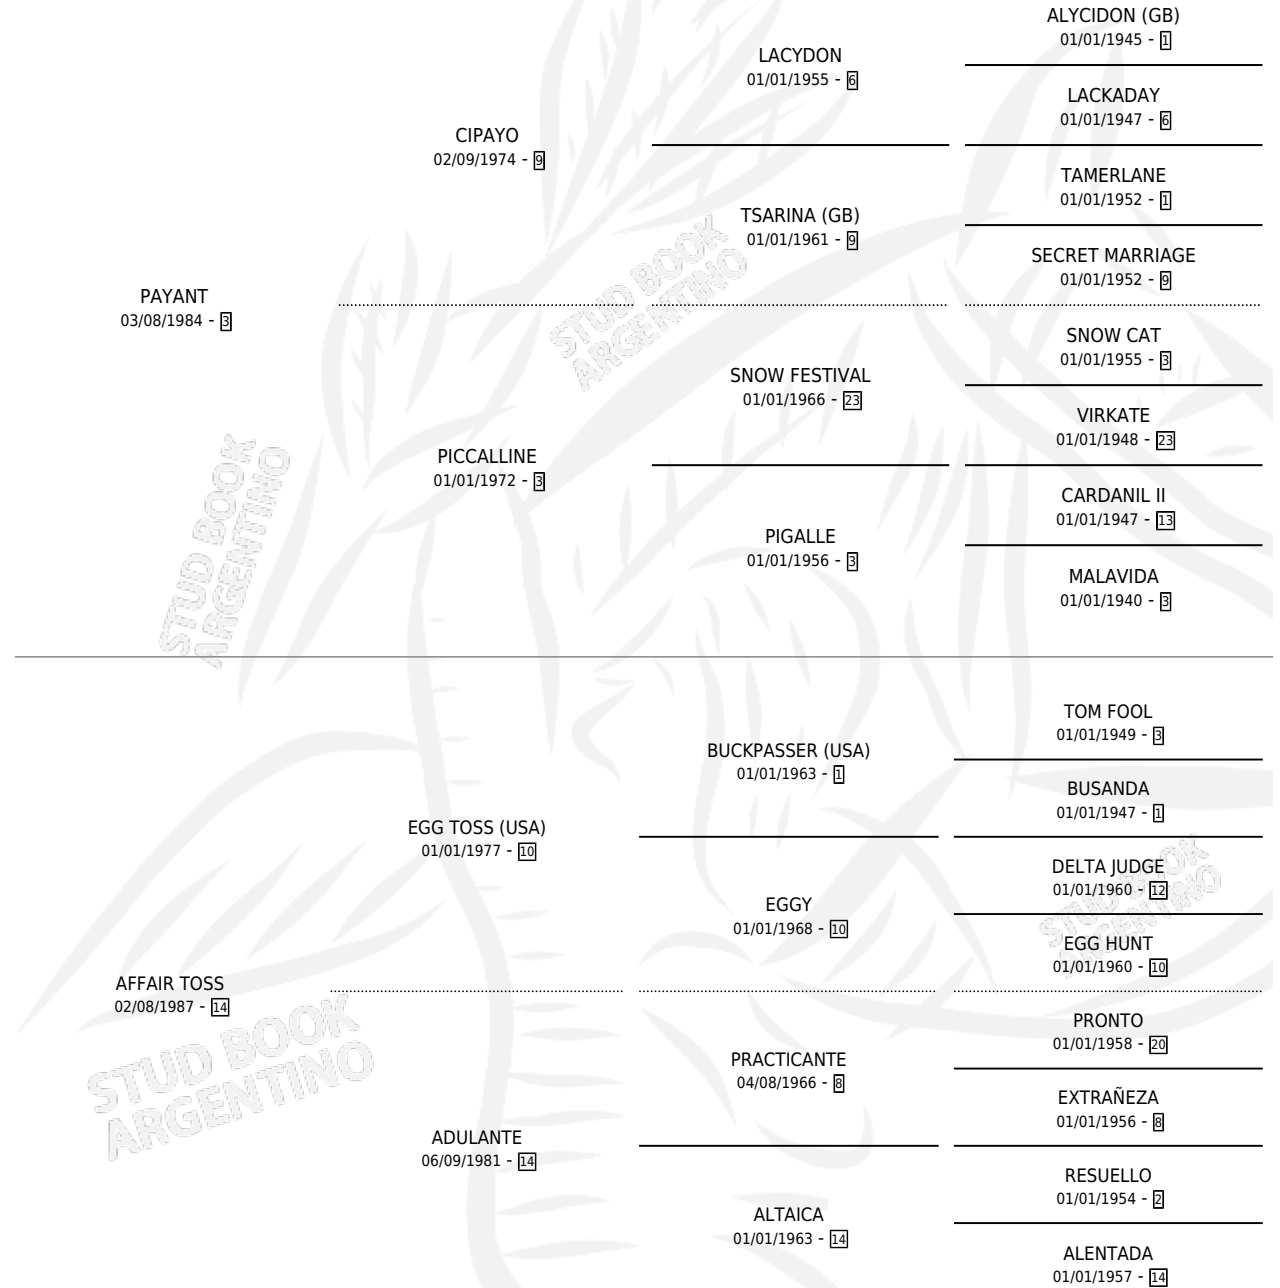 ALYCIDON (GB)
01/01/1945 - 1
LACYDON
01/01/1955 - 6
LACKADAY
01/01/1947 - 6
CIPAYO
02/09/1974 - 9
TAMERLANE
01/01/1952 - 1
TSARINA (GB)
01/01/1961 - 9
SECRET MARRIAGE
01/01/1952 - 9
PAYANT
03/08/1984 - 3
STUD BOOK
ARGENTINO
SNOW CAT
01/01/1955 - 3
SNOW FESTIVAL
01/01/1966 - 23
VIRKATE
01/01/1948 - 23
PICCALLINE
01/01/1972 - 3
CARDANIL II
01/01/1947 - 13
PIGALLE
01/01/1956 - 3
MALAVIDA
01/01/1940 - 3
STUD BOOK
ARGENTINO
TOM FOOL
01/01/1949 - 3
BUCKPASSER (USA)
01/01/1963 - 1
BUSANDA
01/01/1947 - 1
EGG TOSS (USA)
01/01/1977 - 10
DELTA JUDGE
01/01/1960 - 12
EGGY
01/01/1968 - 10
STUD BOOK
ARGENTINO
EGG HUNT
01/01/1960 - 10
AFFAIR TOSS
02/08/1987 - 14
PRONTO
01/01/1958 - 20
PRACTICANTE
04/08/1966 - 8
EXTRAÑEZA
01/01/1956 - 8
STUD BOOK
ARGENTINO
ADULANTE
06/09/1981 - 14
RESUELLO
01/01/1954 - 2
ALTAICA
01/01/1963 - 14
ALENTADA
01/01/1957 - 14